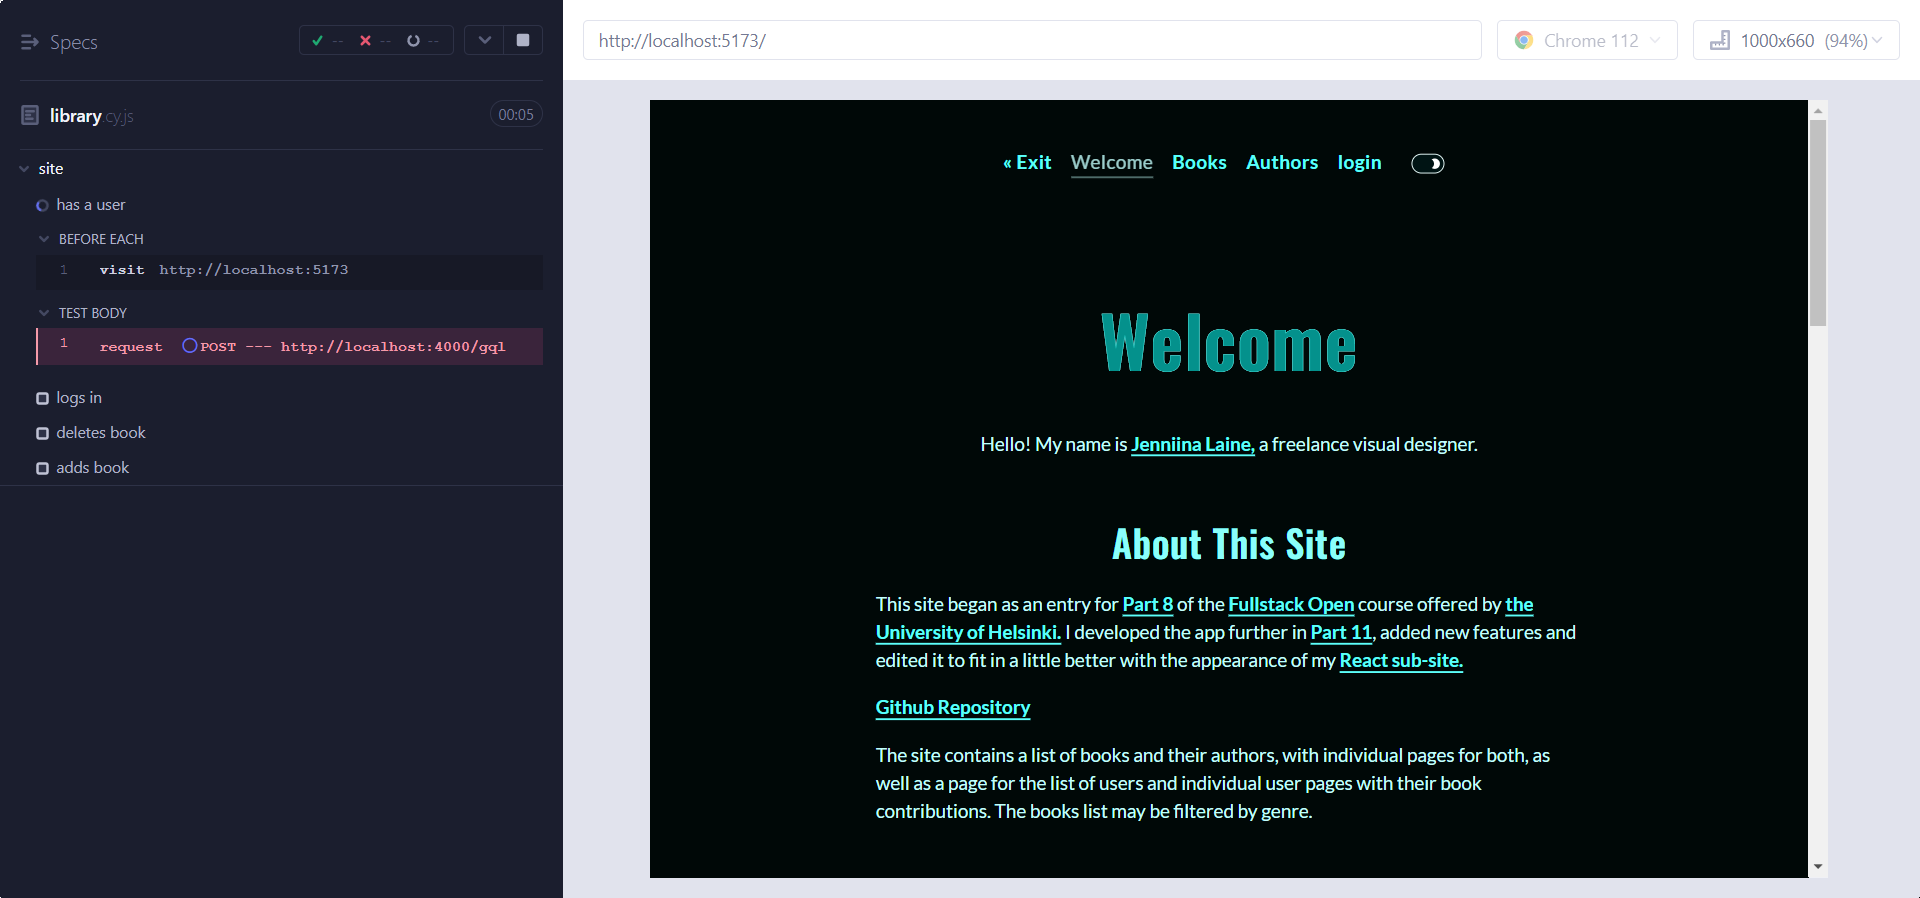 Specs
--
--
--
library.cy.js
00:05
site
has a user
BEFORE EACH
1 visit http://localhost:5173
TEST BODY
1 request POST --- http://localhost:4000/gql
logs in
deletes book
adds book
http://localhost:5173/
Chrome 112
1000x660 (94%)
« Exit Welcome Books Authors login
Welcome
Hello! My name is Jenniina Laine, a freelance visual designer.
About This Site
This site began as an entry for Part 8 of the Fullstack Open course offered by the
University of Helsinki. I developed the app further in Part 11, added new features and
edited it to fit in a little better with the appearance of my React sub-site.
Github Repository
The site contains a list of books and their authors, with individual pages for both, as
well as a page for the list of users and individual user pages with their book
contributions. The books list may be filtered by genre.